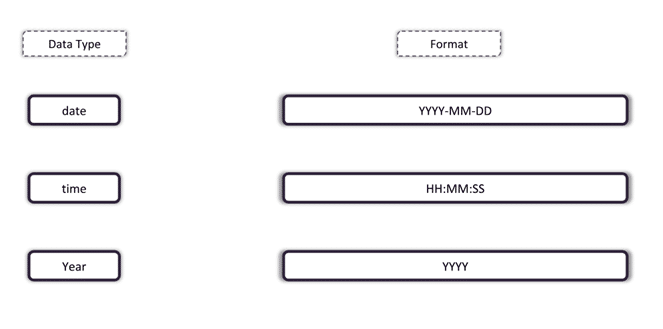 Data Type Format
date YYYY-MM-DD
time HH:MM:SS
Year YYYY